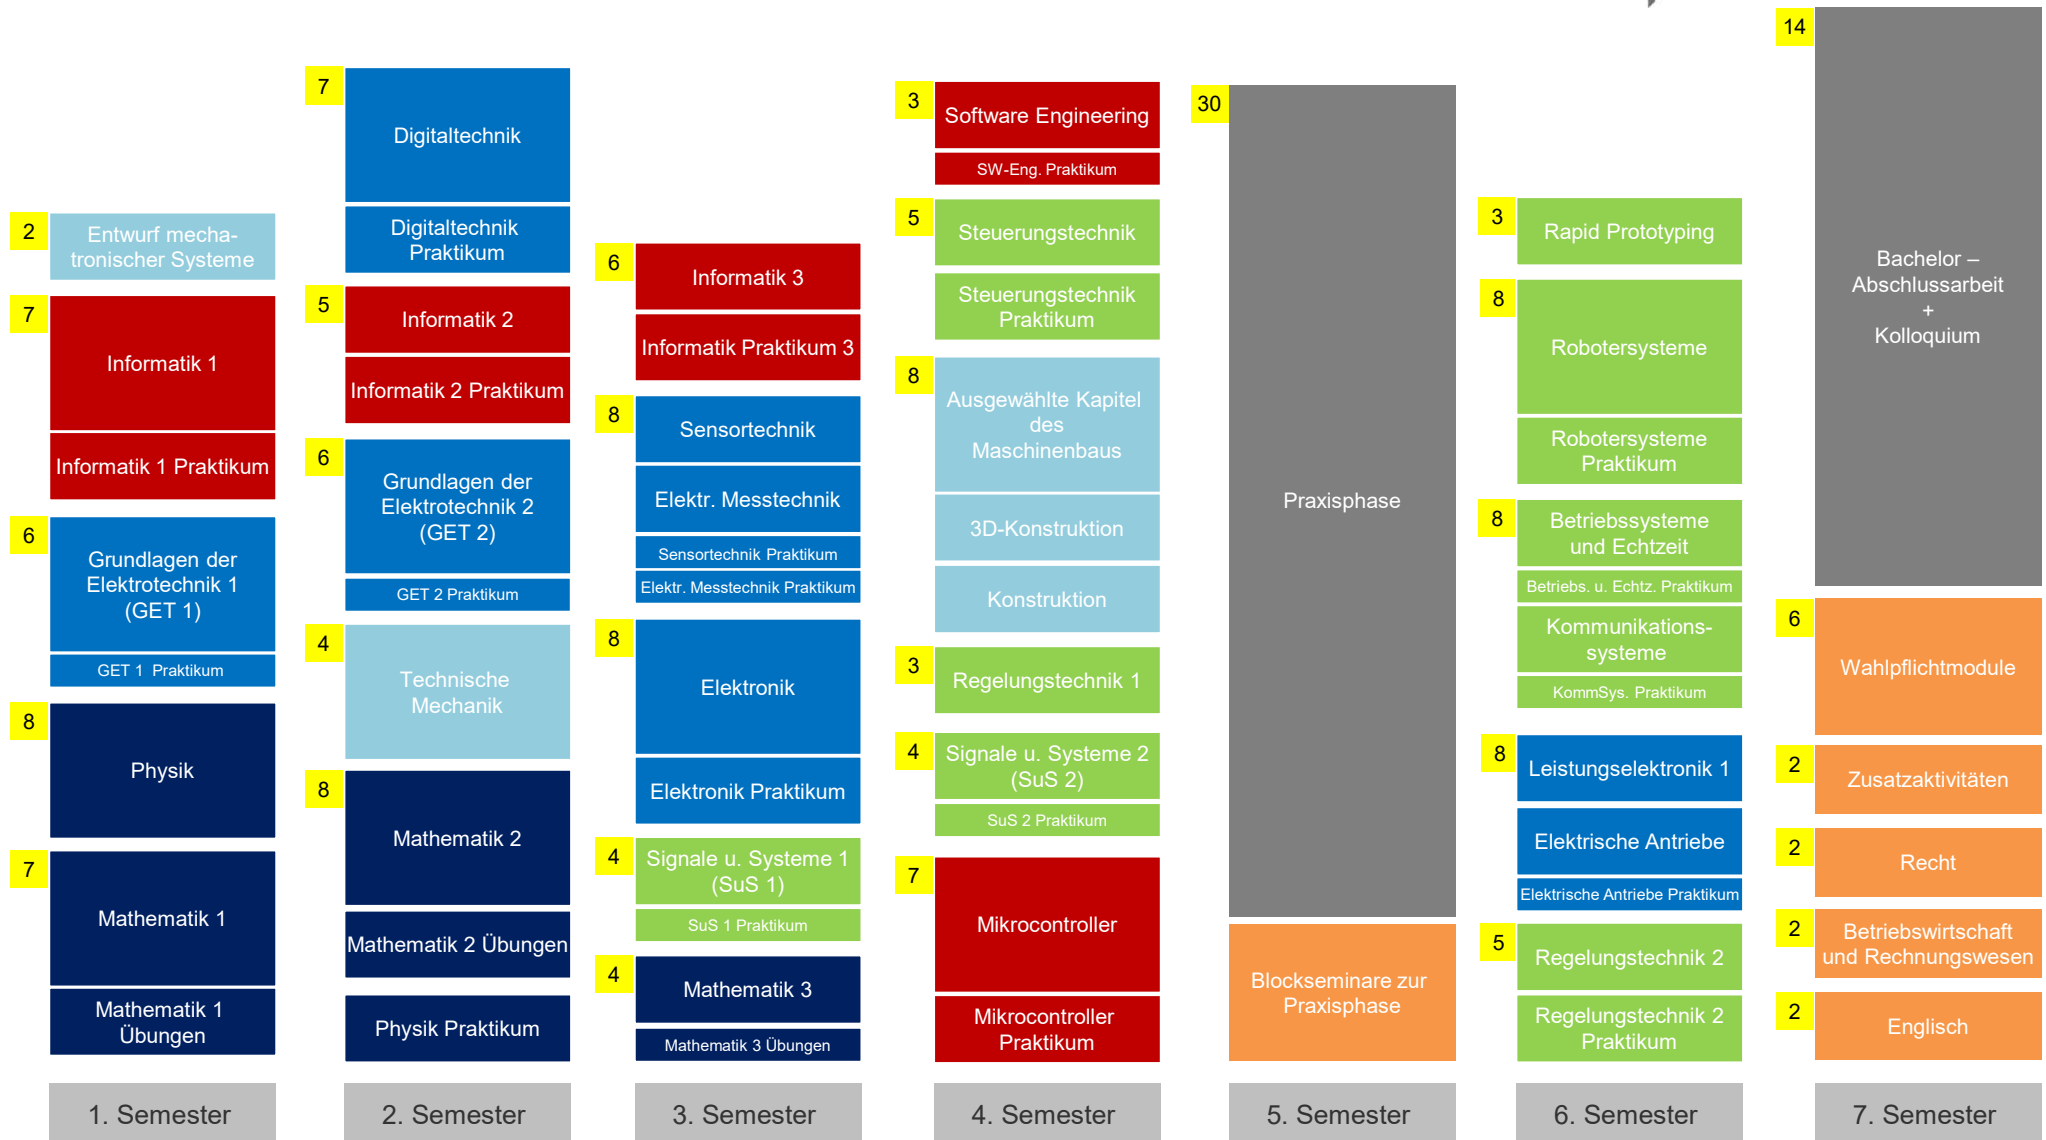 2
Entwurf mecha-
tronischer Systeme
7
Informatik 1
Informatik 1 Praktikum
6
Grundlagen der
Elektrotechnik 1
(GET 1)
GET 1 Praktikum
8
Physik
7
Mathematik 1
Mathematik 1
Übungen
1. Semester
7
Digitaltechnik
Digitaltechnik
Praktikum
5
Informatik 2
Informatik 2 Praktikum
6
Grundlagen der
Elektrotechnik 2
(GET 2)
GET 2 Praktikum
4
Technische
Mechanik
8
Mathematik 2
Mathematik 2 Übungen
Physik Praktikum
2. Semester
6
Informatik 3
Informatik Praktikum 3
8
Sensortechnik
Elektr. Messtechnik
Sensortechnik Praktikum
Elektr. Messtechnik Praktikum
8
Elektronik
Elektronik Praktikum
4
Signale u. Systeme 1
(SuS 1)
SuS 1 Praktikum
4
Mathematik 3
Mathematik 3 Übungen
3. Semester
3
Software Engineering
SW-Eng. Praktikum
5
Steuerungstechnik
Steuerungstechnik
Praktikum
8
Ausgewählte Kapitel
des
Maschinenbaus
3D-Konstruktion
Konstruktion
3
Regelungstechnik 1
4
Signale u. Systeme 2
(SuS 2)
SuS 2 Praktikum
7
Mikrocontroller
Mikrocontroller
Praktikum
4. Semester
30
Praxisphase
Blockseminare zur
Praxisphase
5. Semester
3
Rapid Prototyping
8
Robotersysteme
Robotersysteme
Praktikum
8
Betriebssysteme
und Echtzeit
Betriebs. u. Echtz. Praktikum
Kommunikations-
systeme
KommSys. Praktikum
8
Leistungselektronik 1
Elektrische Antriebe
Elektrische Antriebe Praktikum
5
Regelungstechnik 2
Regelungstechnik 2
Praktikum
6. Semester
14
Bachelor –
Abschlussarbeit
+
Kolloquium
6
Wahlpflichtmodule
2
Zusatzaktivitäten
2
Recht
2
Betriebswirtschaft
und Rechnungswesen
2
Englisch
7. Semester